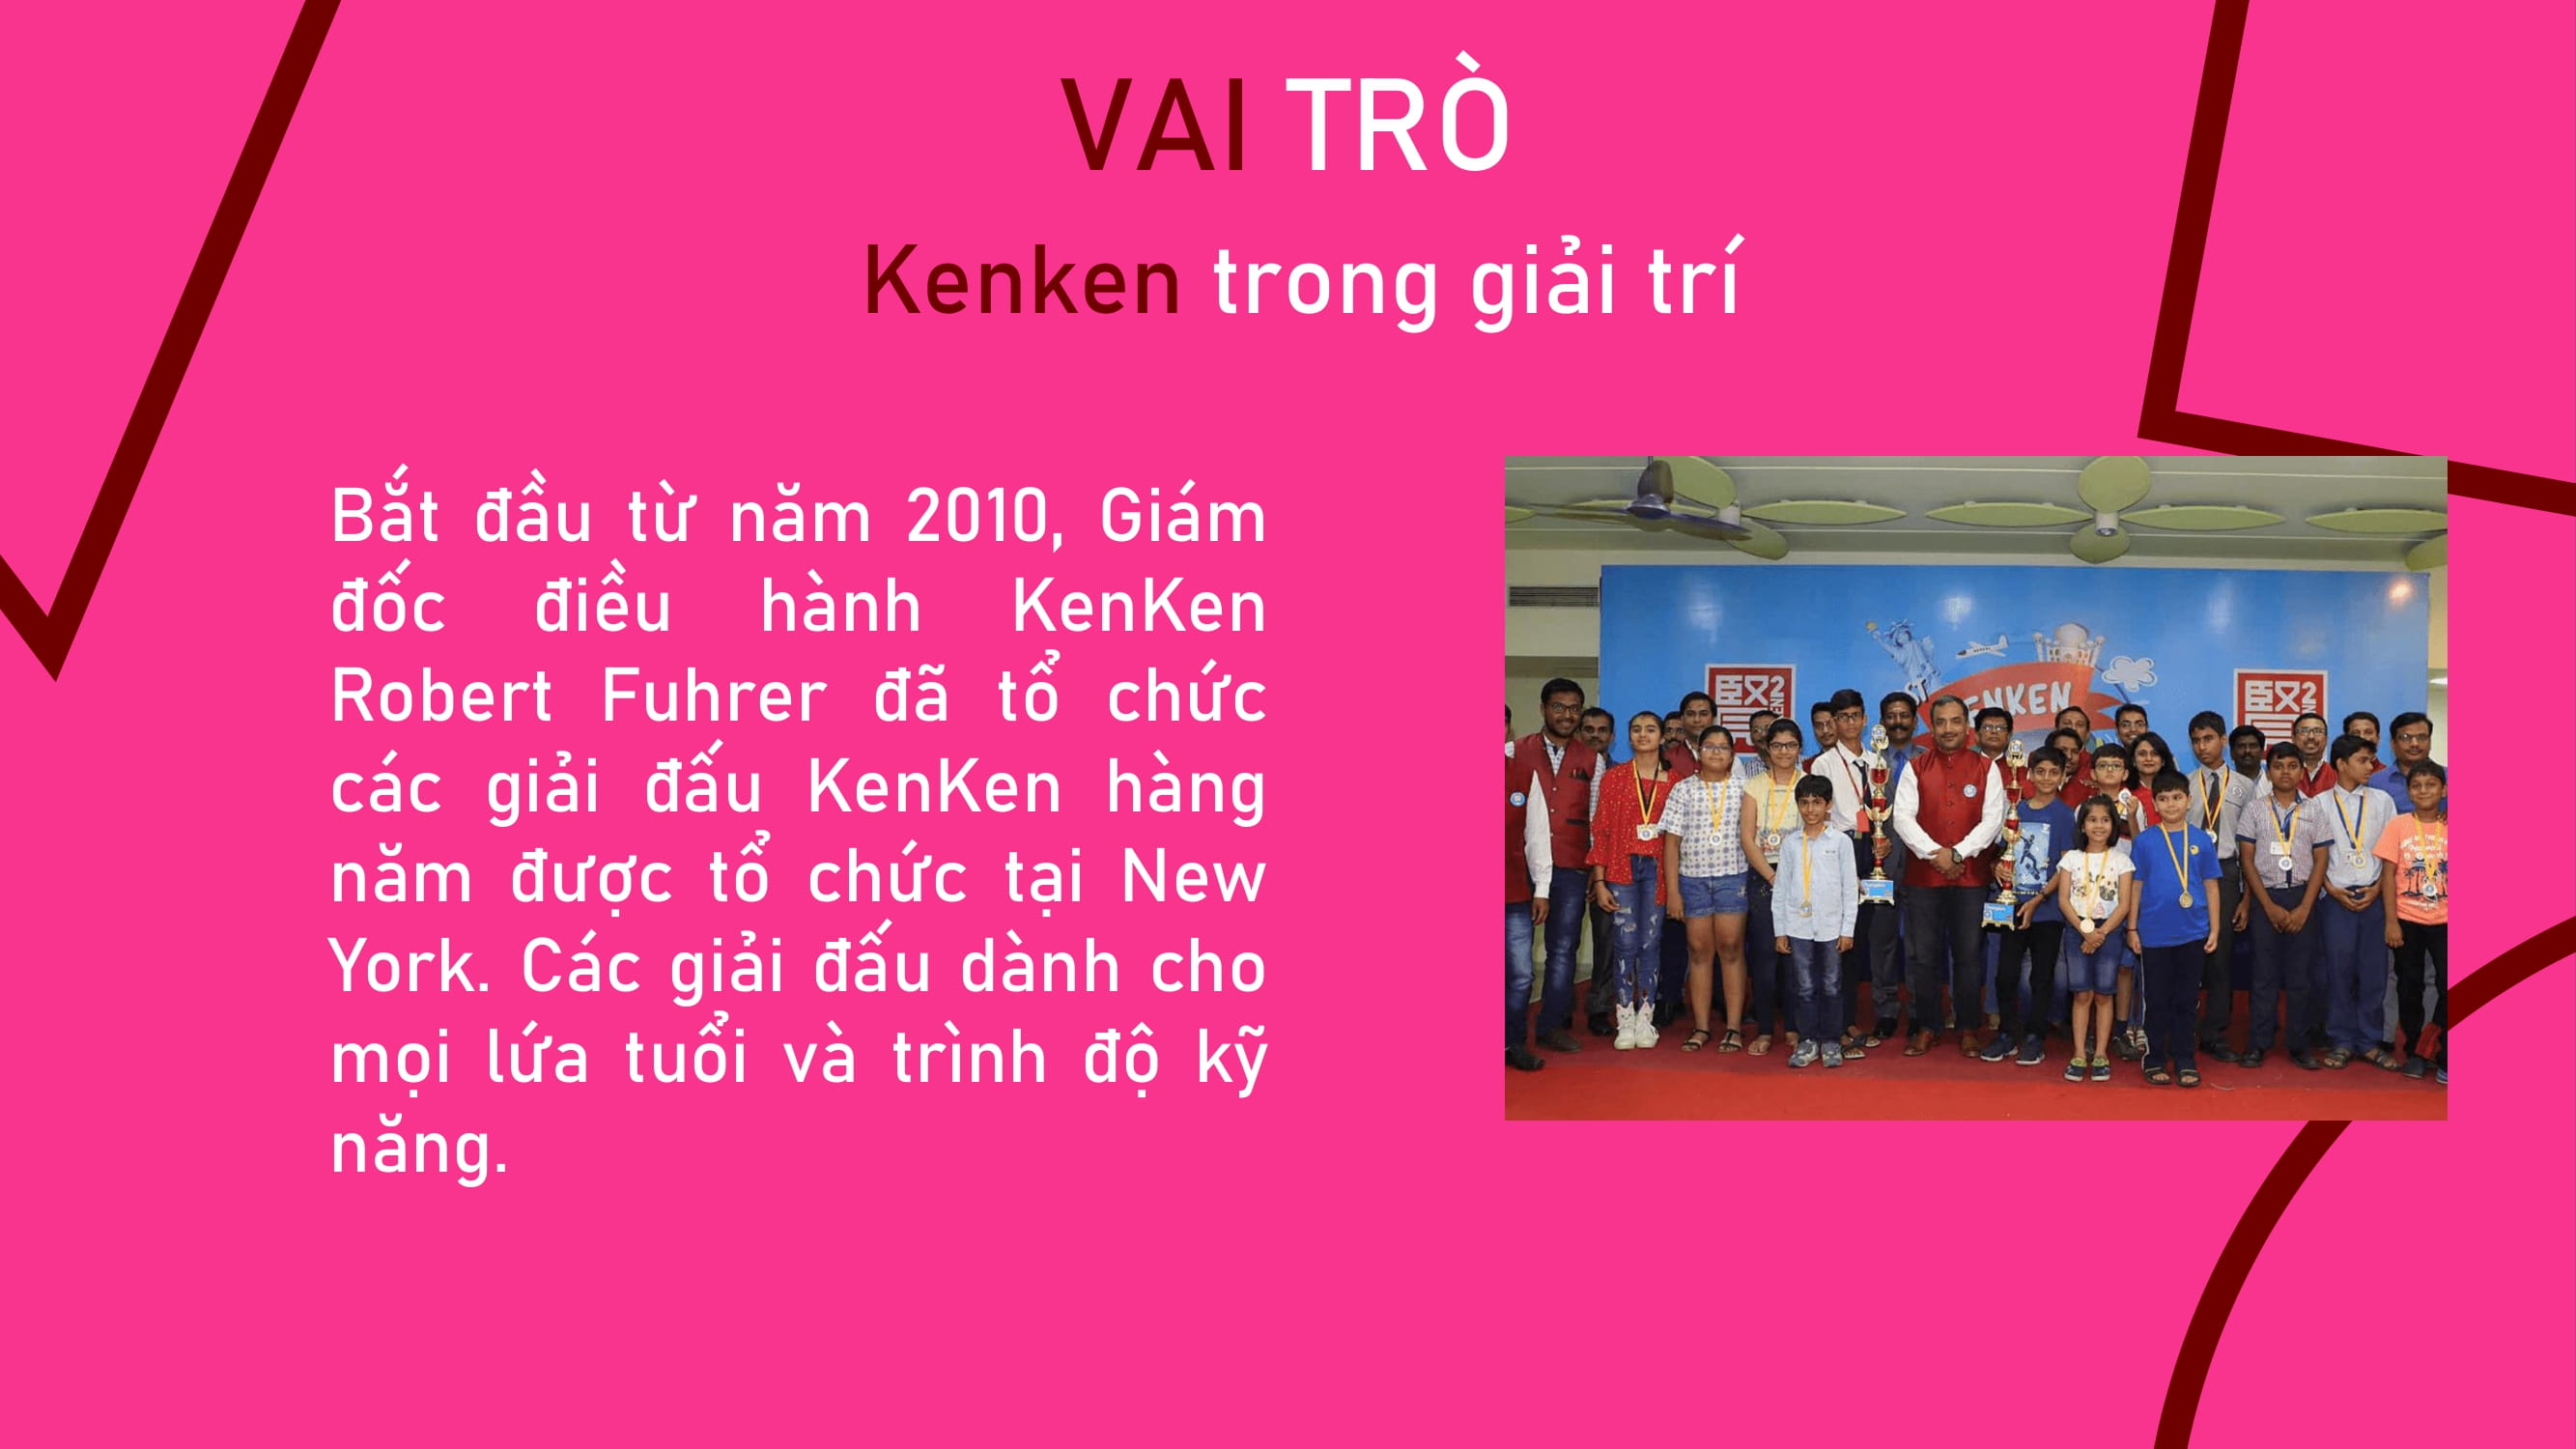 VAI TRÒ
Kenken trong giải trí
Bắt đầu từ năm 2010, Giám
đốc điều hành KenKen
Robert Fuhrer đã tổ chức
các giải đấu KenKen hàng
năm được tổ chức tại New
York. Các giải đấu dành cho
mọi lứa tuổi và trình độ kỹ
năng.